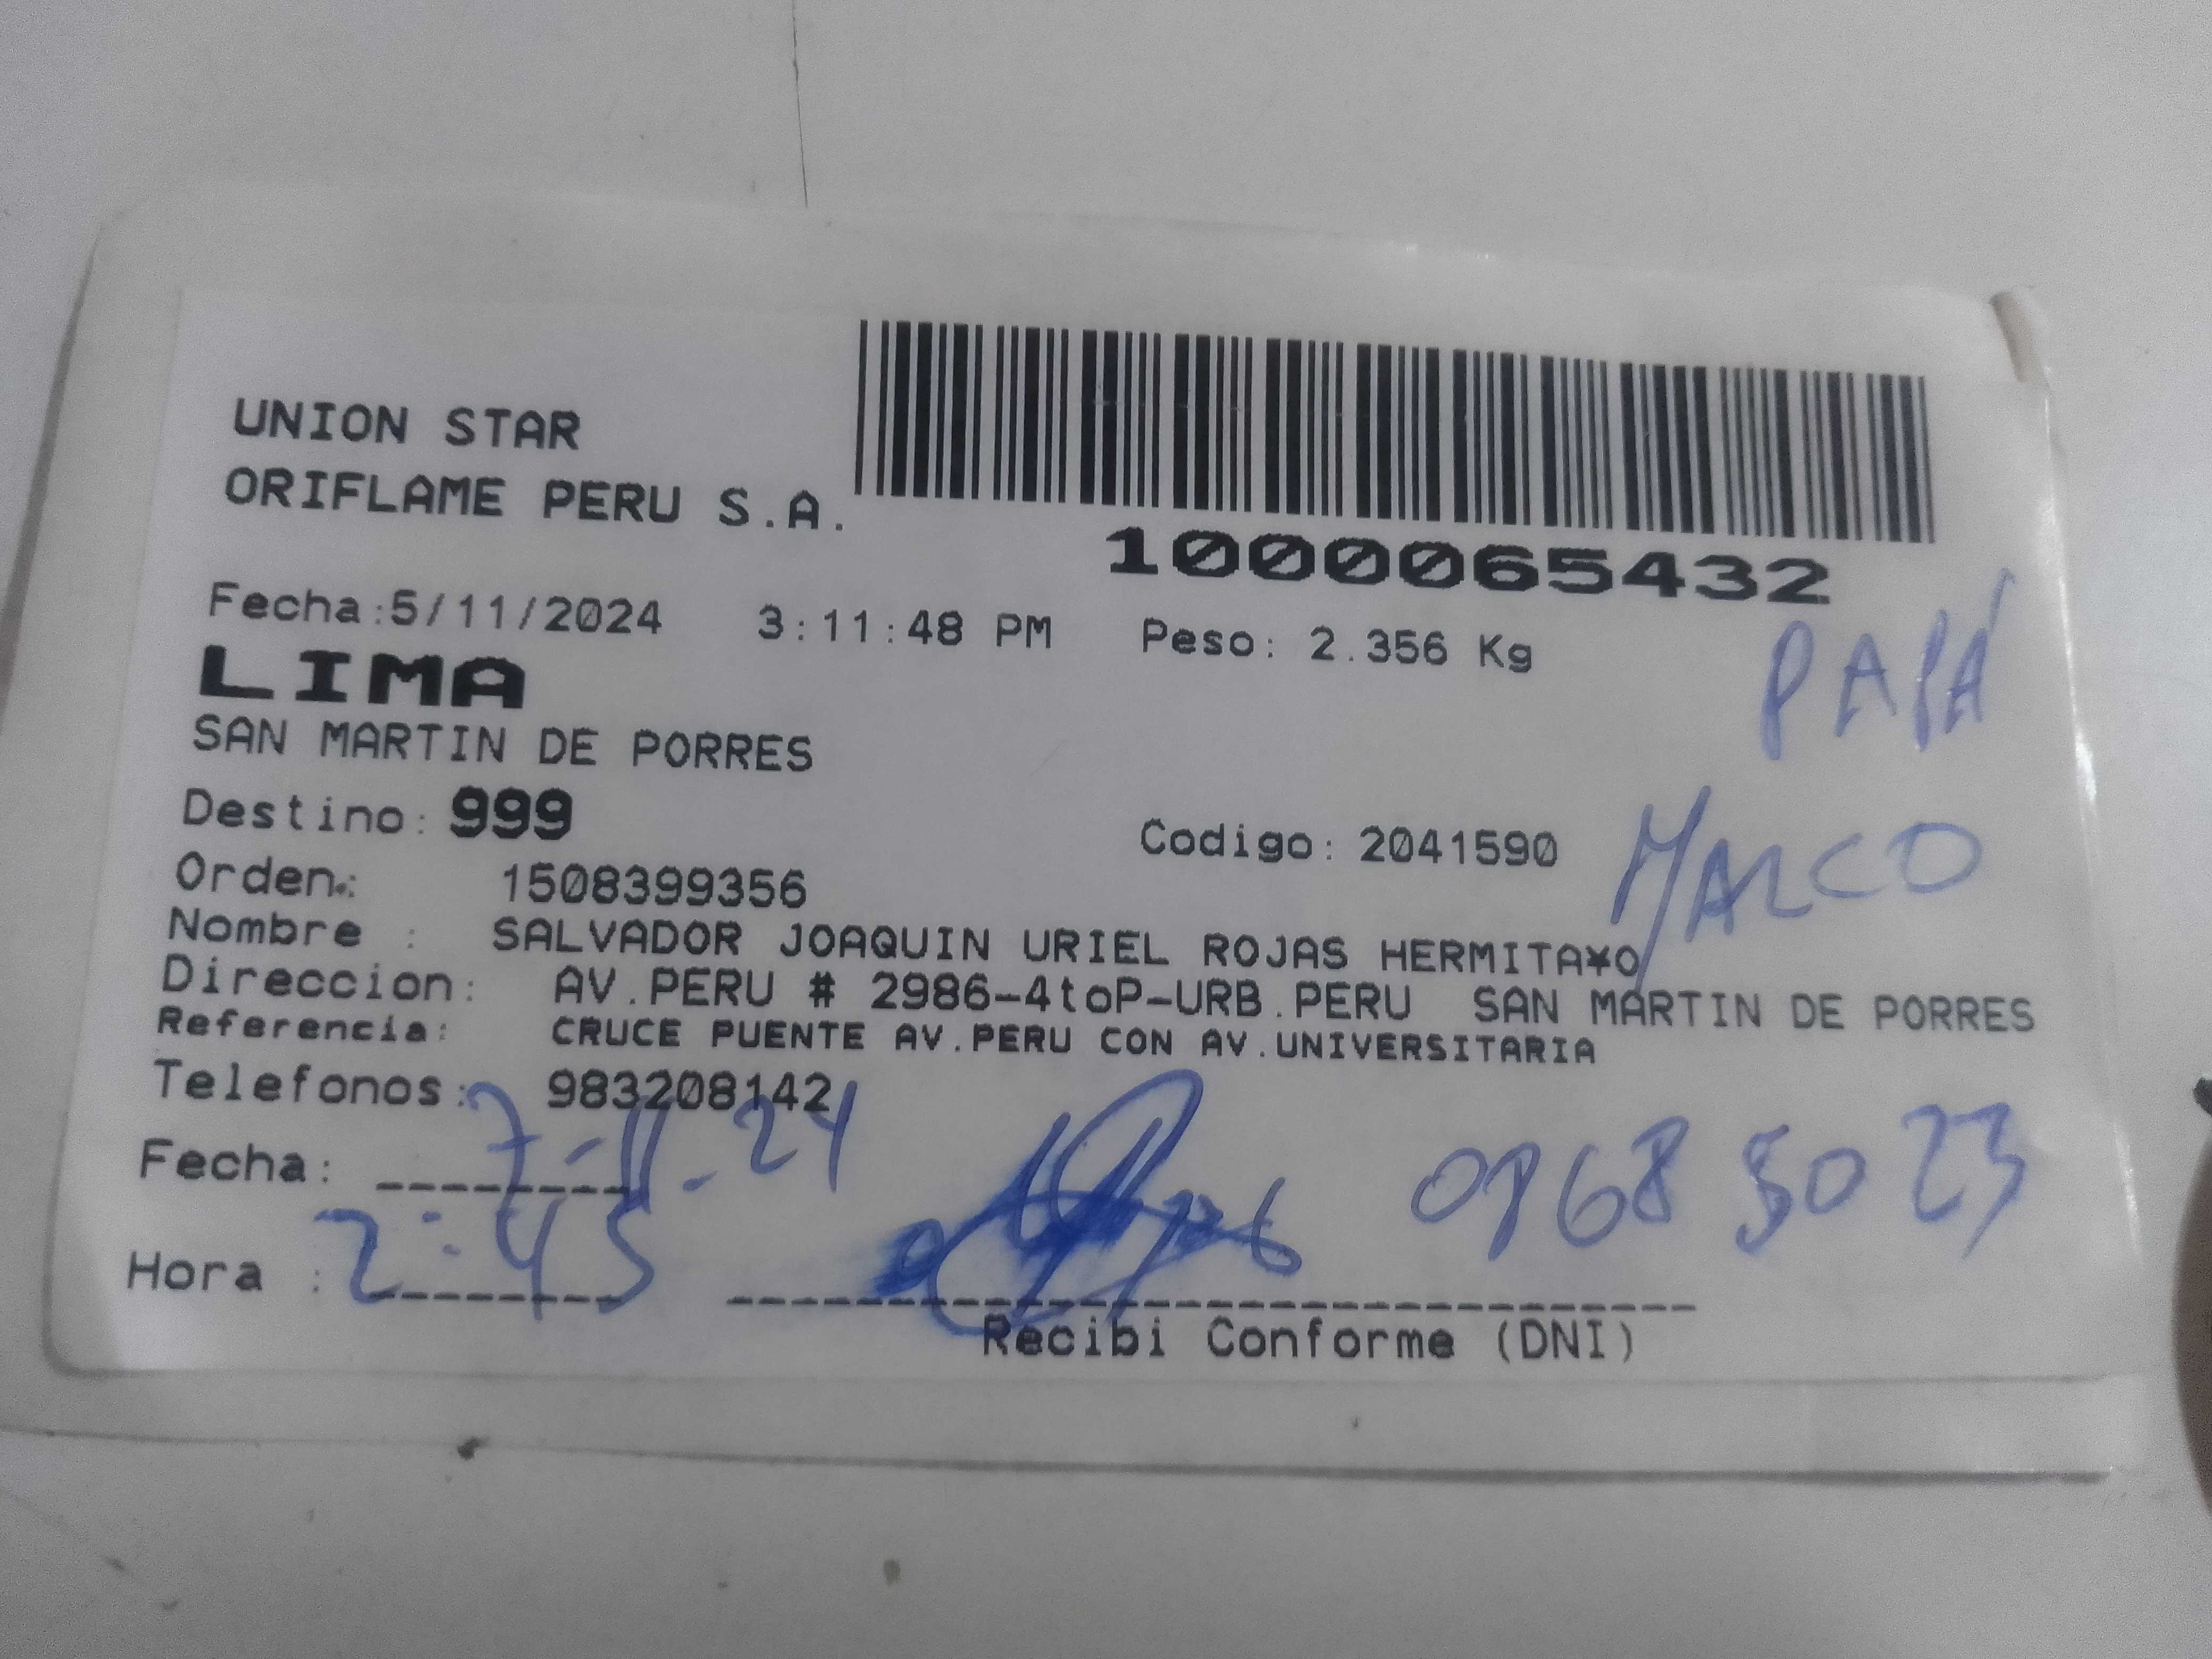 UNION STAR
ORIFLAME PERU S.A.
1000065432
Fecha:5/11/2024 3:11:48 PM Peso: 2.356 Kg
PAPÁ
LIMA
SAN MARTIN DE PORRES
Destino: 999
Codigo: 2041590
MARCO
Orden.: 1508399356
Nombre : SALVADOR JOAQUIN URIEL ROJAS HERMITA¥O
Direccion: AV.PERU # 2986-4toP-URB.PERU SAN MARTIN DE PORRES
Referencia: CRUCE PUENTE AV.PERU CON AV.UNIVERSITARIA
Telefonos: 983208142
Fecha: 7-11-24
Hora : 2:45
Recibi Conforme (DNI)